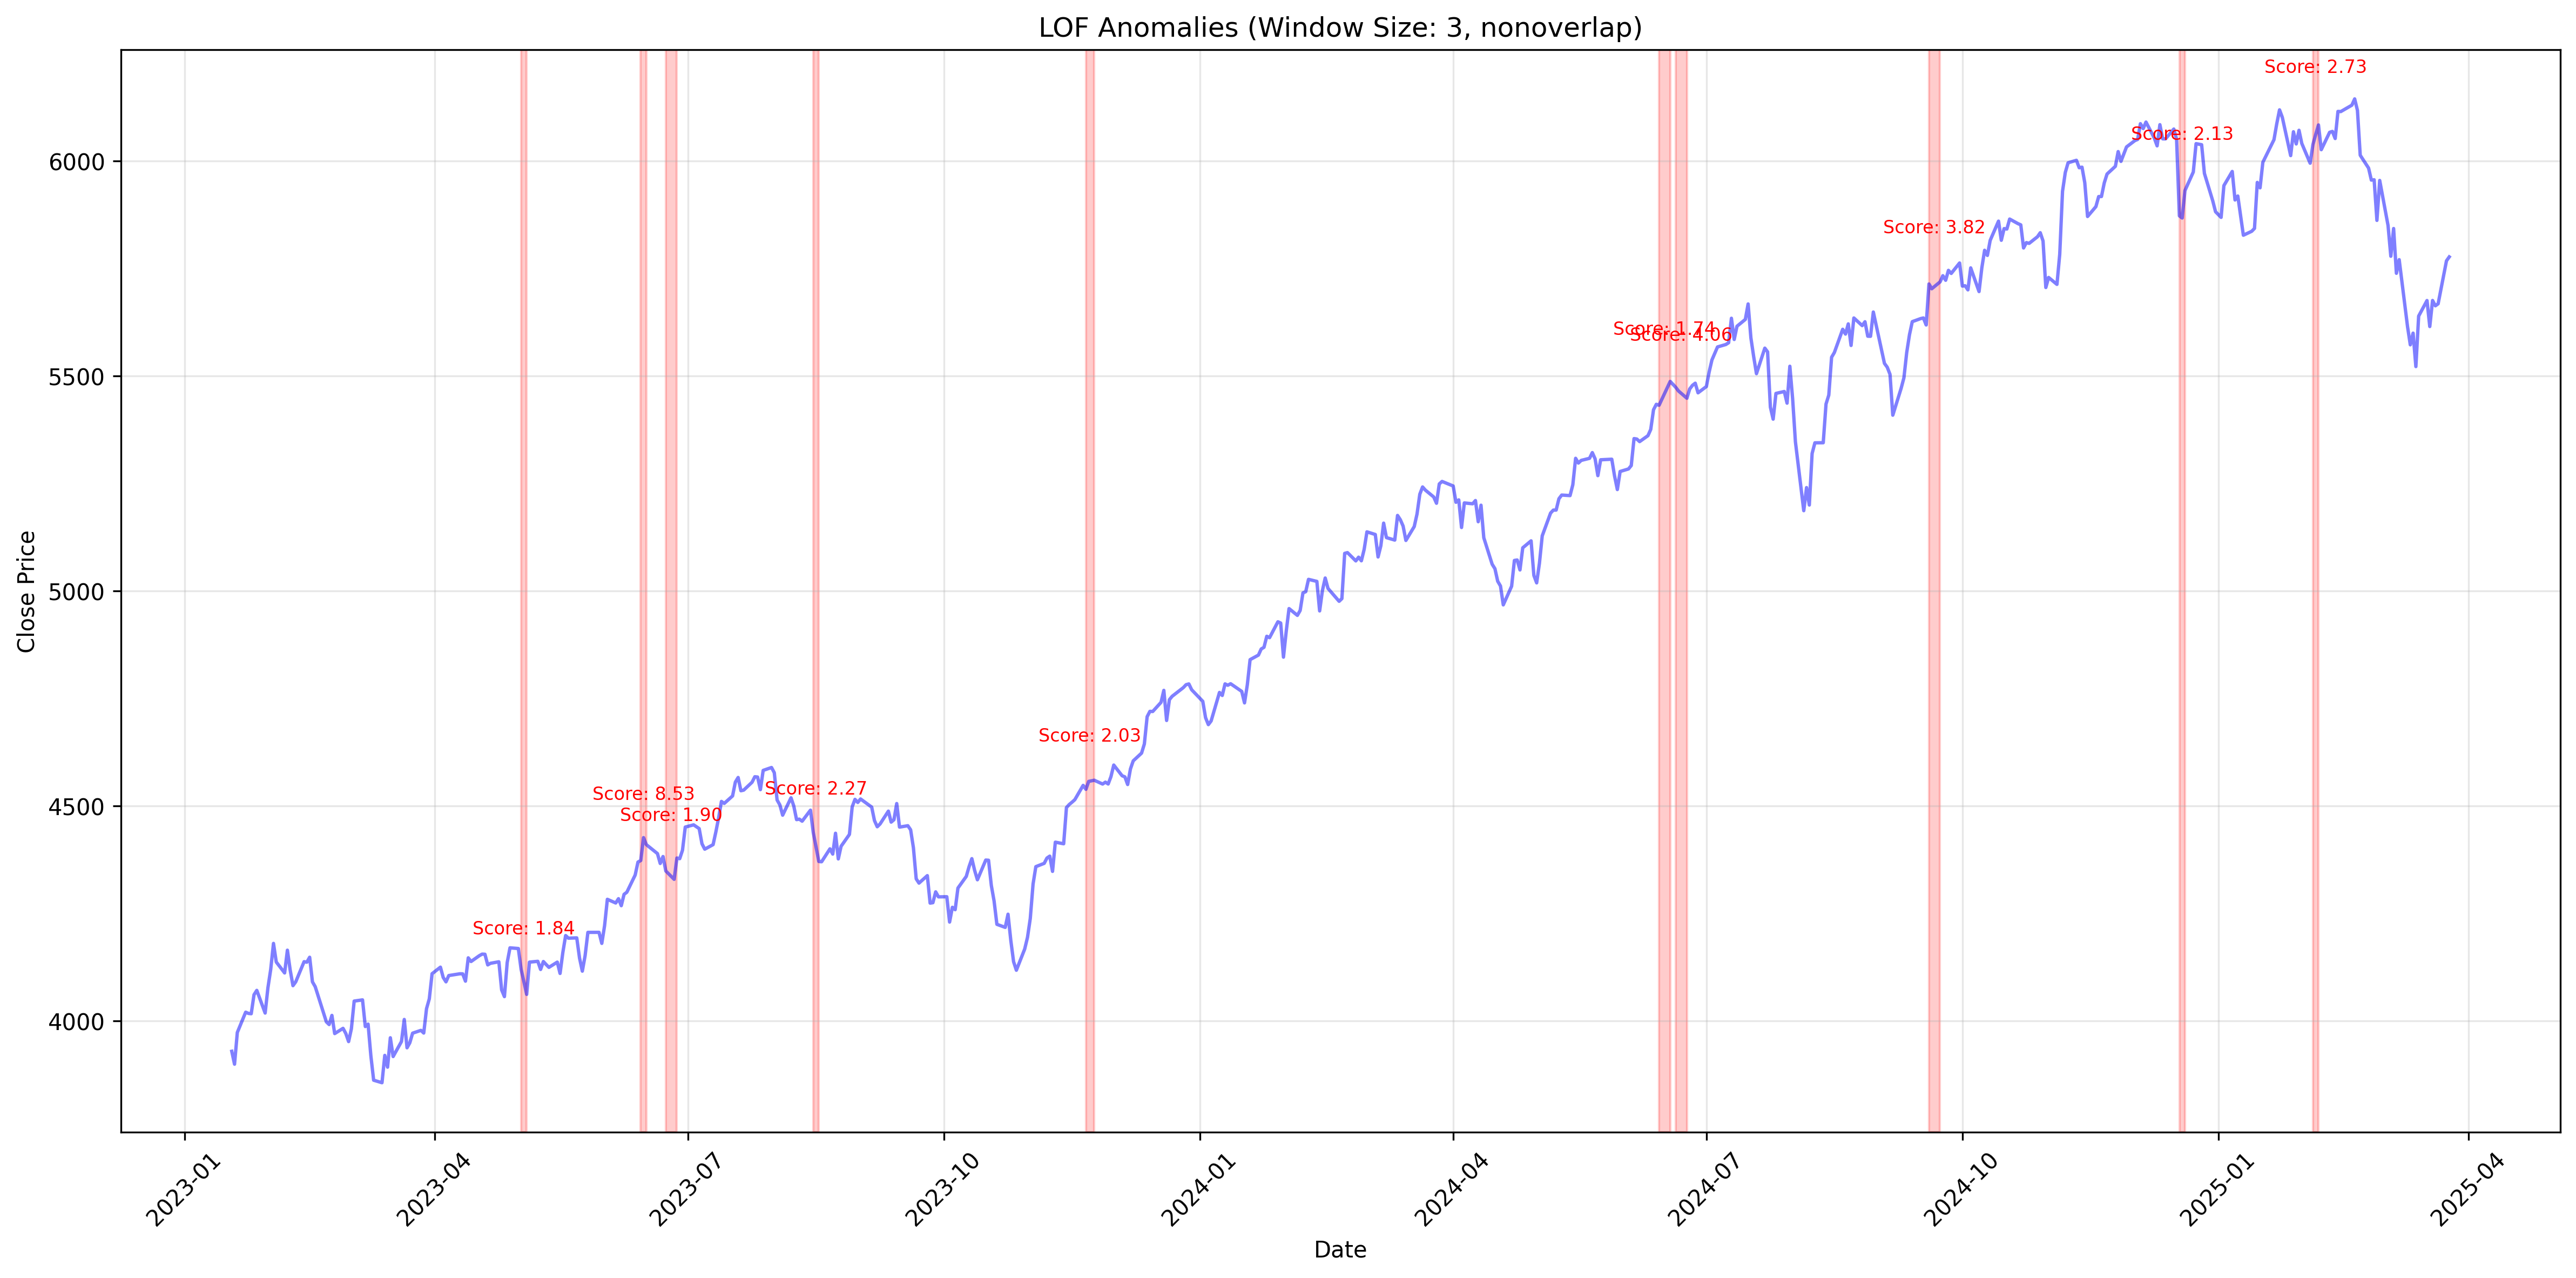 LOF Anomalies (Window Size: 3, nonoverlap)
Score: 2.73
Score: 2.13
Score: 3.82
Score: 1.74
Score: 4.06
Score: 2.03
Score: 8.53
Score: 2.27
Score: 1.90
Score: 1.84
Close Price
6000
5500
5000
4500
4000
2023-01
2023-04
2023-07
2023-10
2024-01
2024-04
2024-07
2024-10
2025-01
2025-04
Date